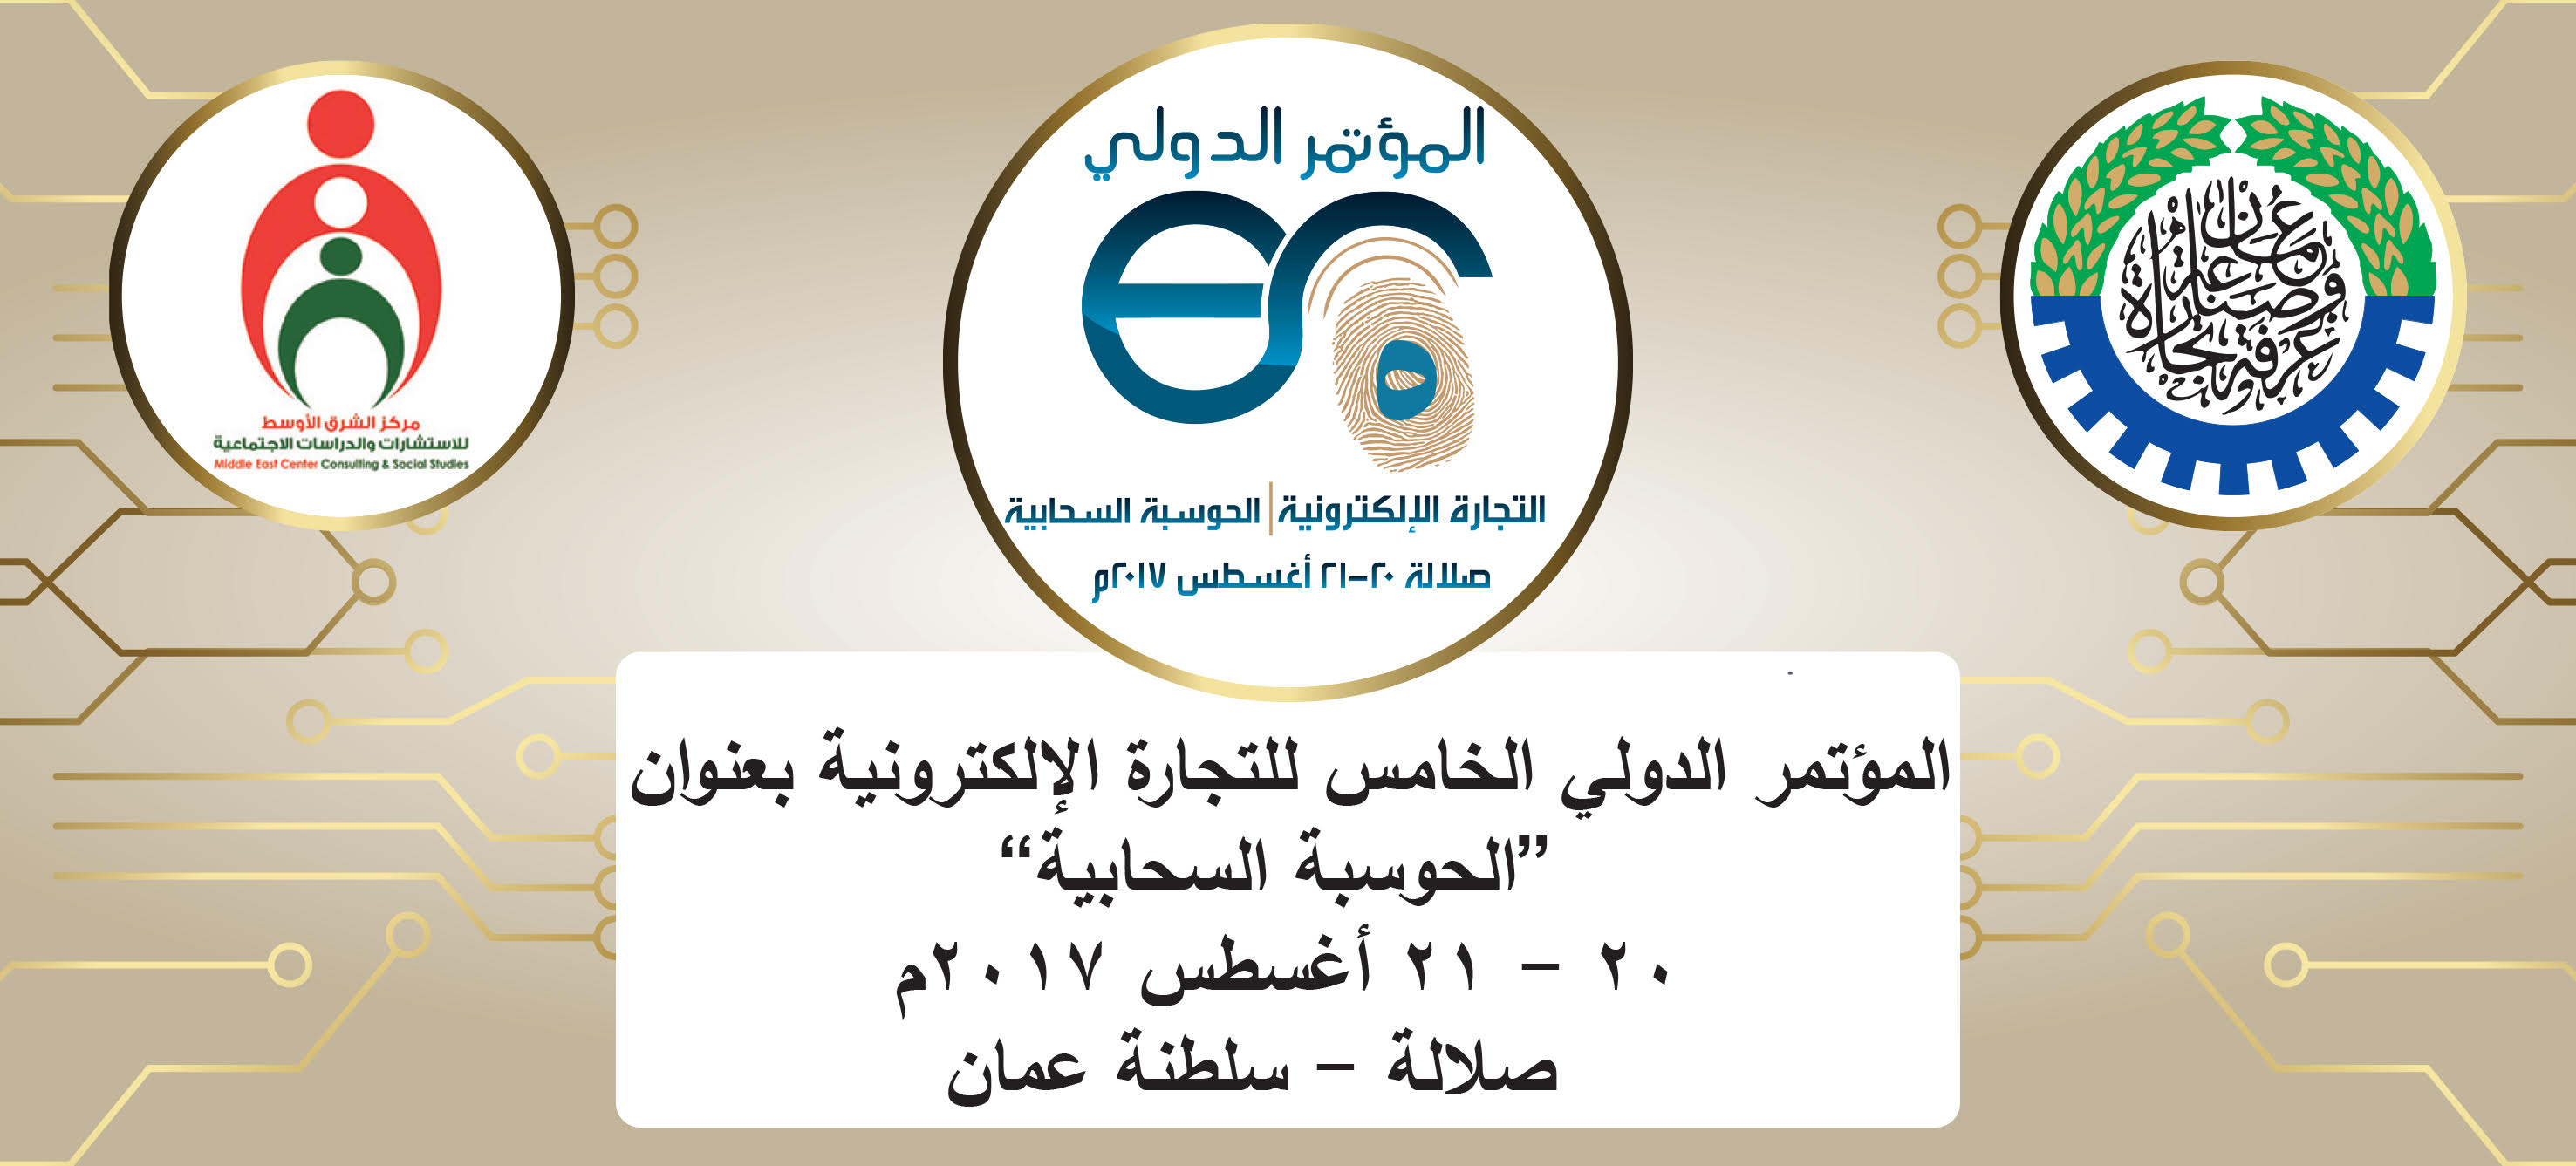 المؤتمر الدولي
٥
التجارة الإلكترونية | الحوسبة السحابية
صلالة ٢٠-٢١ أغسطس ٢٠١٧م
غرفة تجارة وصناعة عمان
مركز الشرق الأوسط
للاستشارات والدراسات الاجتماعية
Middle East Center Consulting & Social Studies
المؤتمر الدولي الخامس للتجارة الإلكترونية بعنوان
”الحوسبة السحابية“
٢٠ - ٢١ أغسطس ٢٠١٧م
صلالة - سلطنة عمان